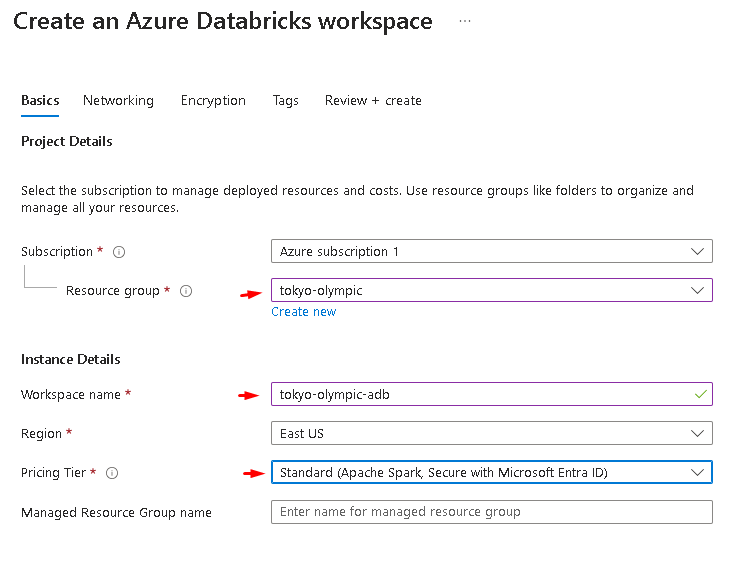 Create an Azure Databricks workspace ...
Basics Networking Encryption Tags Review + create
Project Details
Select the subscription to manage deployed resources and costs. Use resource groups like folders to organize and
manage all your resources.
Subscription * Azure subscription 1
Resource group * tokyo-olympic
Create new
Instance Details
Workspace name * tokyo-olympic-adb
Region * East US
Pricing Tier * Standard (Apache Spark, Secure with Microsoft Entra ID)
Managed Resource Group name Enter name for managed resource group